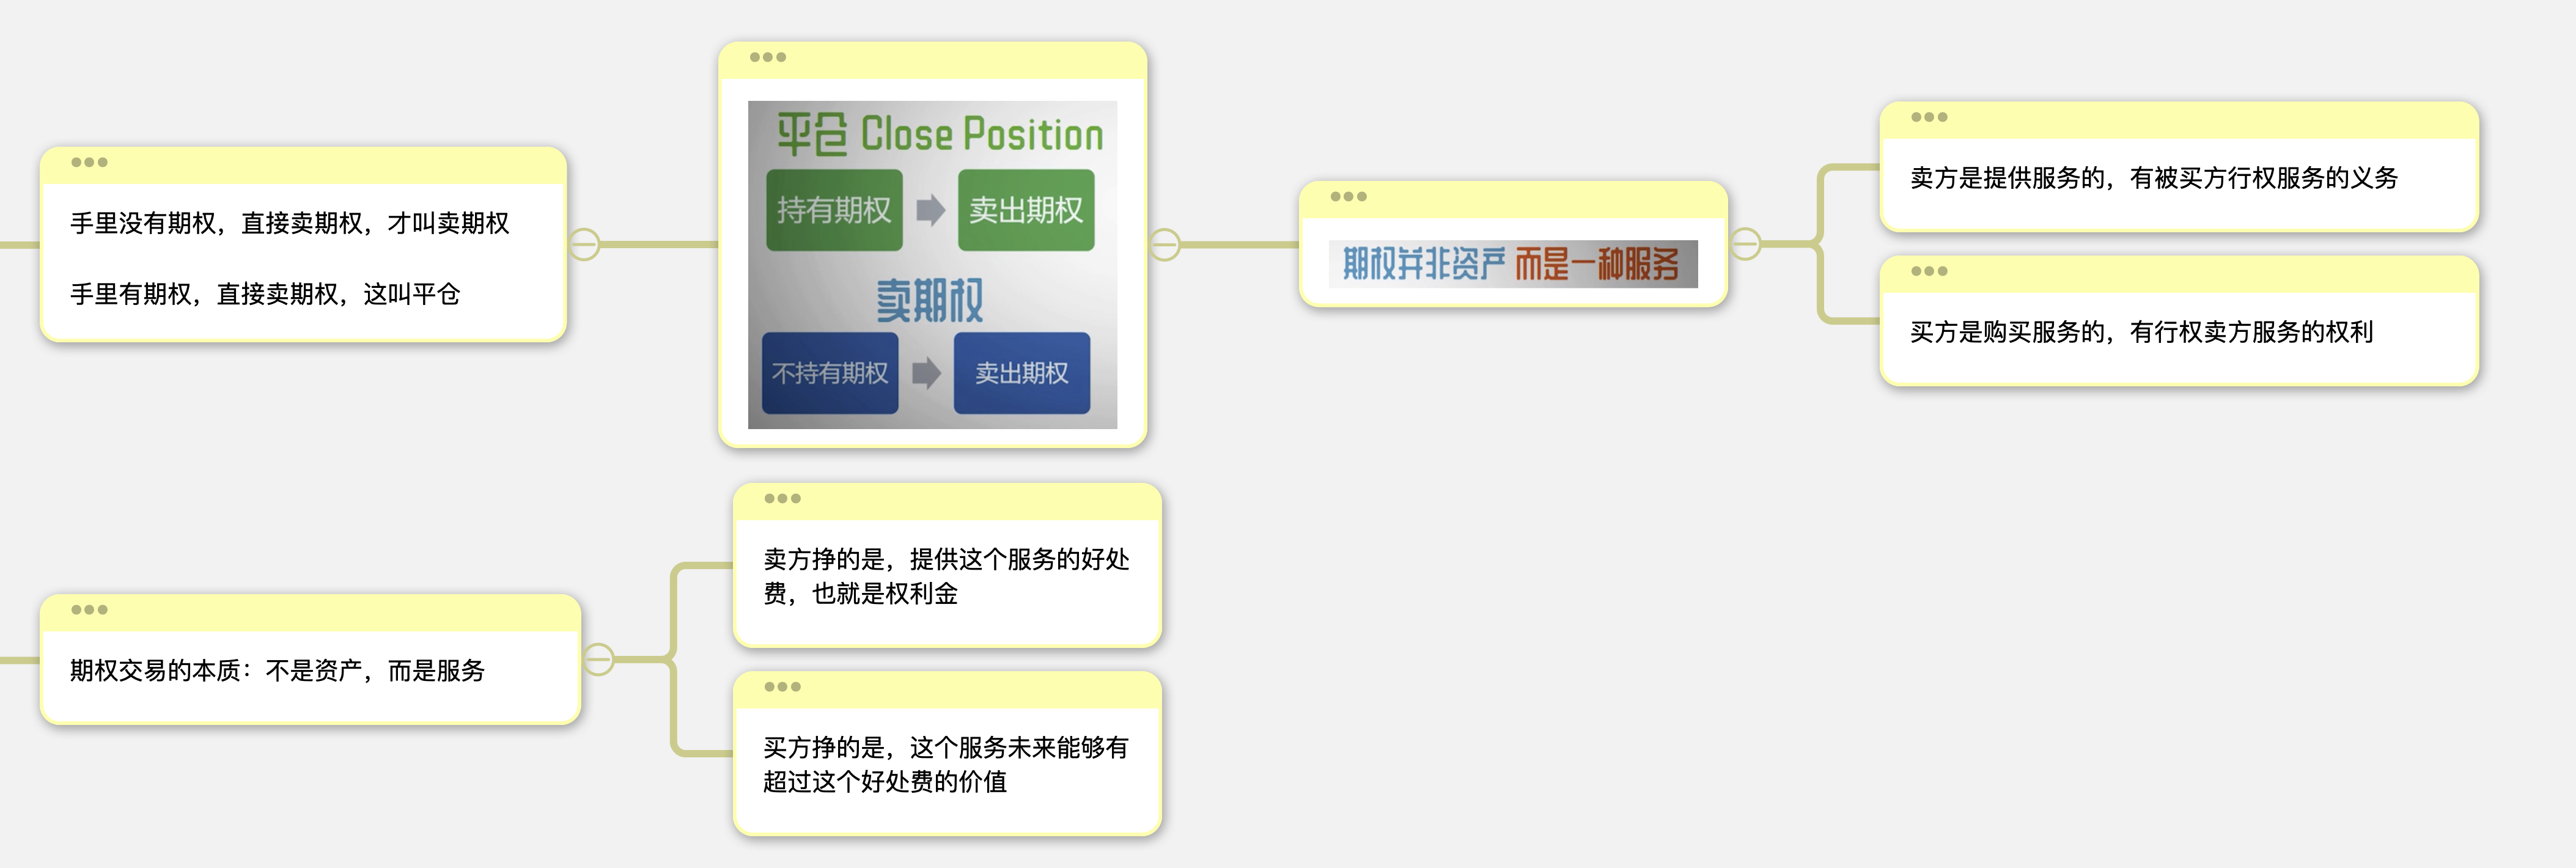 手里没有期权，直接卖期权，才叫卖期权
手里有期权，直接卖期权，这叫平仓
平仓 Close Position
持有期权
卖出期权
卖期权
不持有期权
卖出期权
期权并非资产 而是一种服务
卖方是提供服务的，有被买方行权服务的义务
买方是购买服务的，有行权卖方服务的权利
期权交易的本质：不是资产，而是服务
卖方挣的是，提供这个服务的好处
费，也就是权利金
买方挣的是，这个服务未来能够有
超过这个好处费的价值